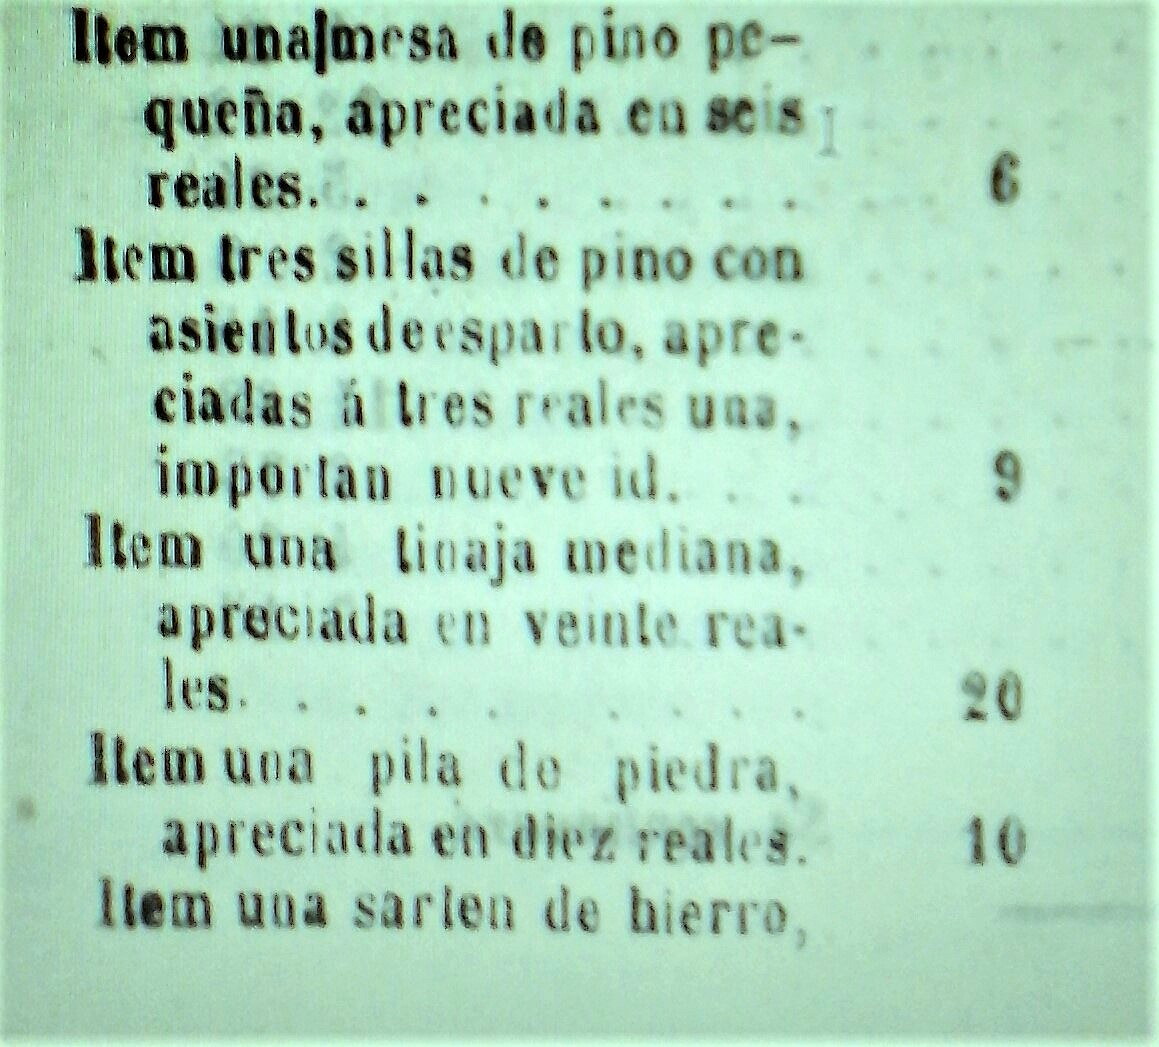 Item una mesa de pino pe-
queña, apreciada en seis
reales. . . . . . . . . 6
Item tres sillas de pino con
asientos de esparto, apre-
ciadas á tres reales una,
importan nueve id. . . 9
Item una tinaja mediana,
apreciada en veinte rea-
les. . . . . . . . . 20
Item una pila de piedra,
apreciada en diez reales. 10
Item una sarten de hierro,